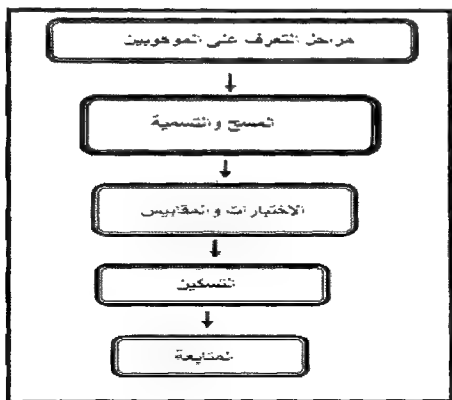 مراحل التعرف على الموهوبين
المسح والتسمية
الاختبارات والمقاييس
التسكين
المتابعة